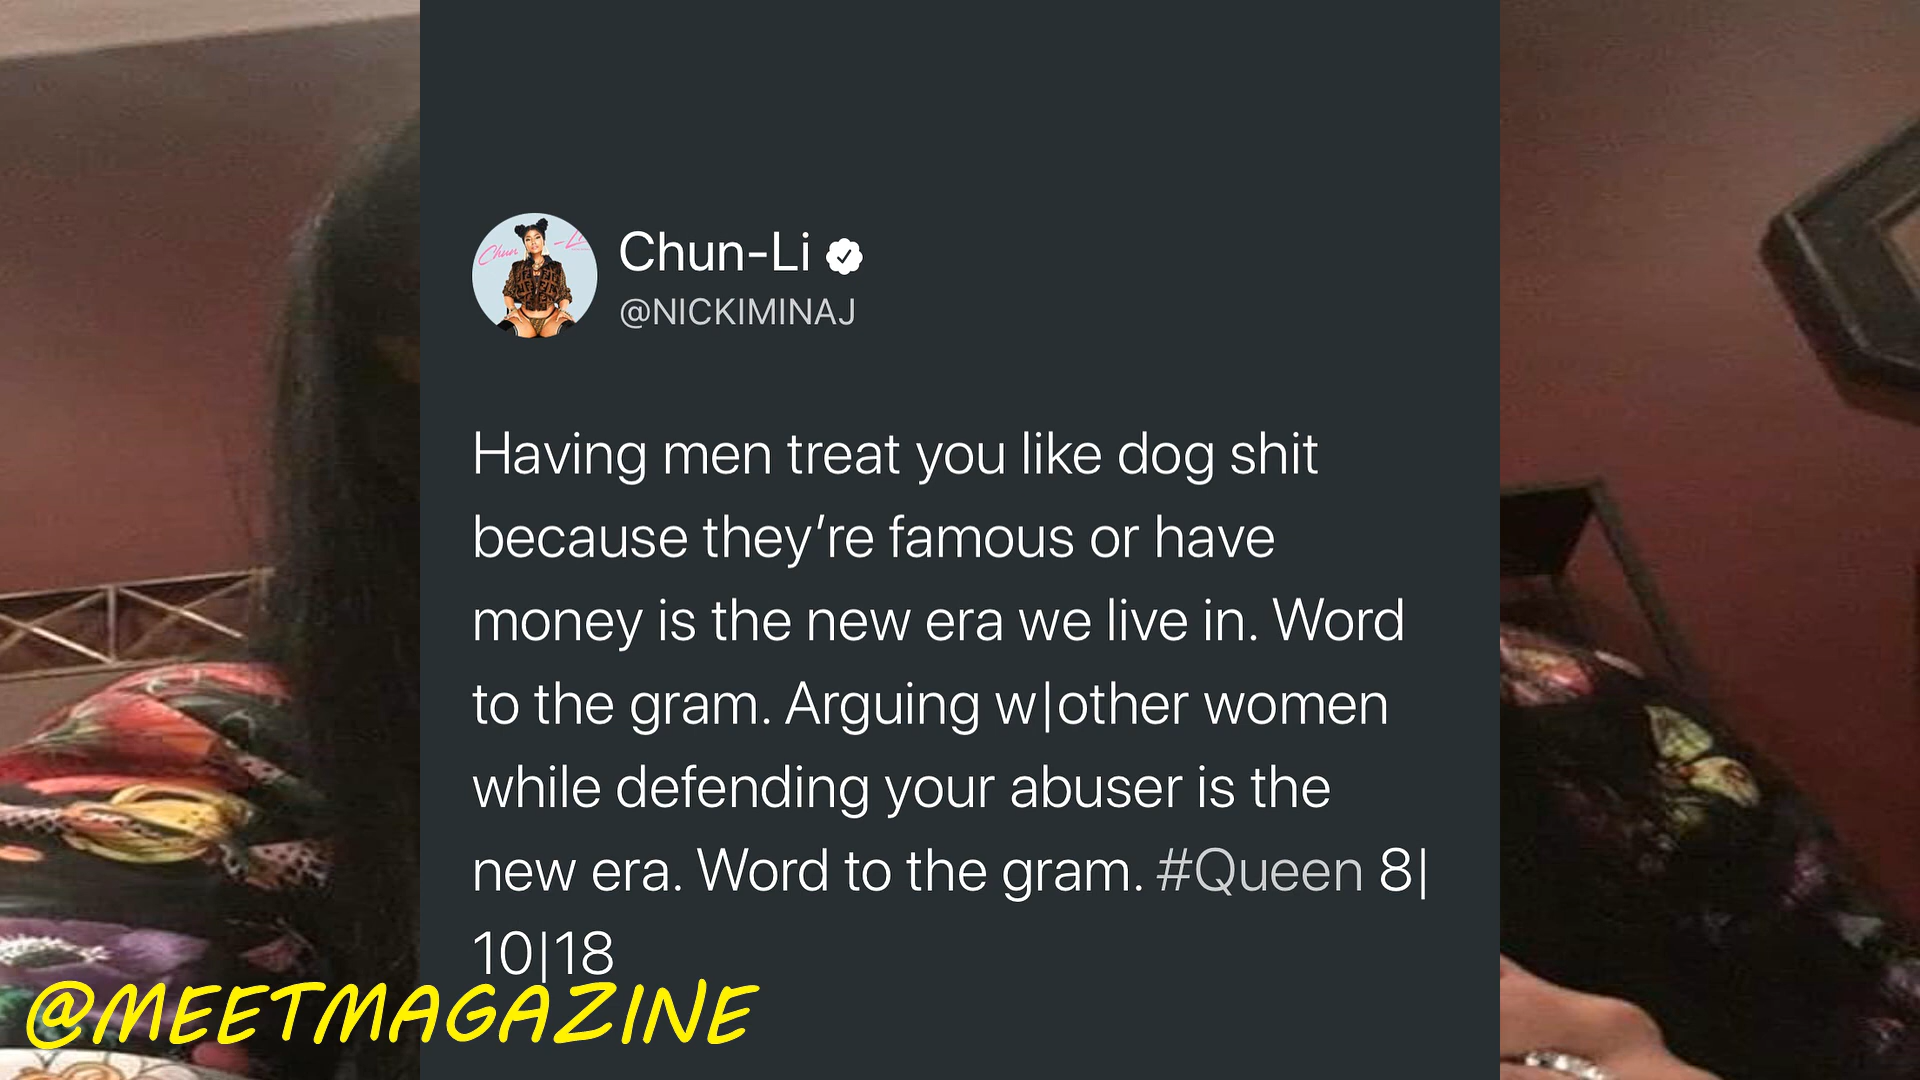 Chun-Li
Chun-Li
@NICKIMINAJ
Having men treat you like dog shit
because they’re famous or have
money is the new era we live in. Word
to the gram. Arguing w|other women
while defending your abuser is the
new era. Word to the gram. #Queen 8|
10|18
@MEETMAGAZINE